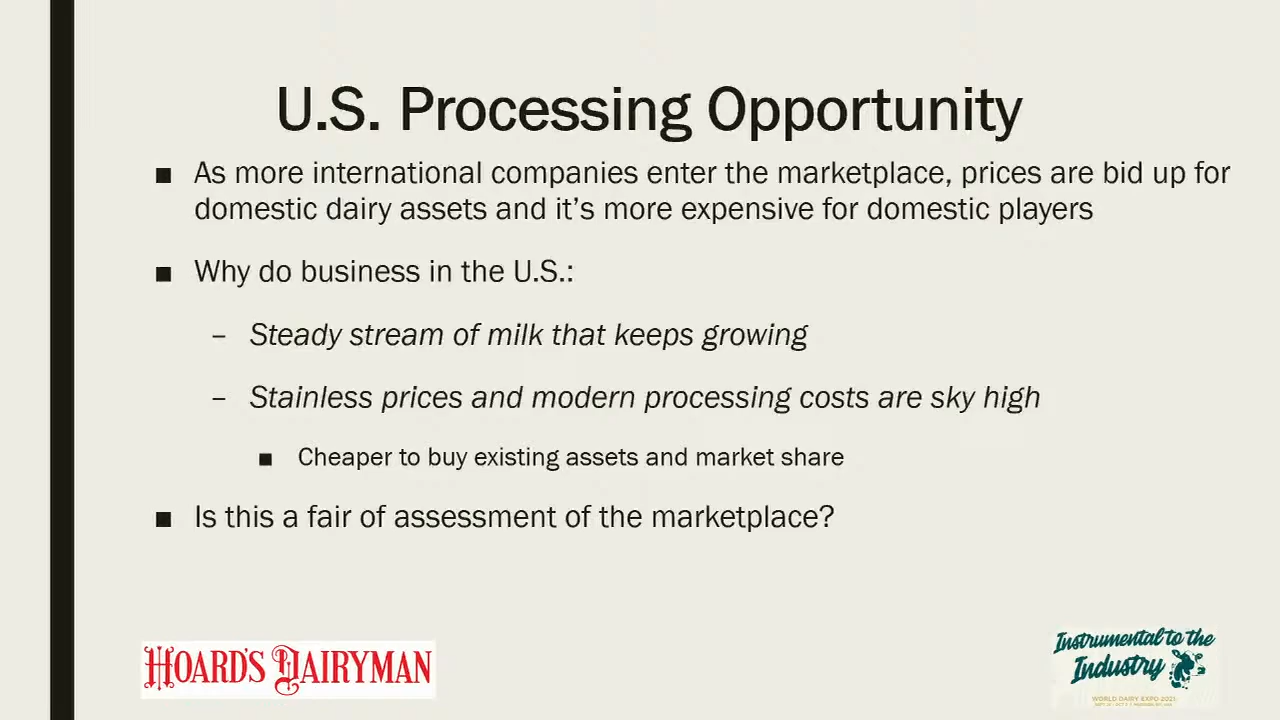 U.S. Processing Opportunity
■ As more international companies enter the marketplace, prices are bid up for
domestic dairy assets and it’s more expensive for domestic players
■ Why do business in the U.S.:
– Steady stream of milk that keeps growing
– Stainless prices and modern processing costs are sky high
■ Cheaper to buy existing assets and market share
■ Is this a fair of assessment of the marketplace?
HOARD'S DAIRYMAN
Instrumental to the
Industry
WORLD DAIRY EXPO 2021